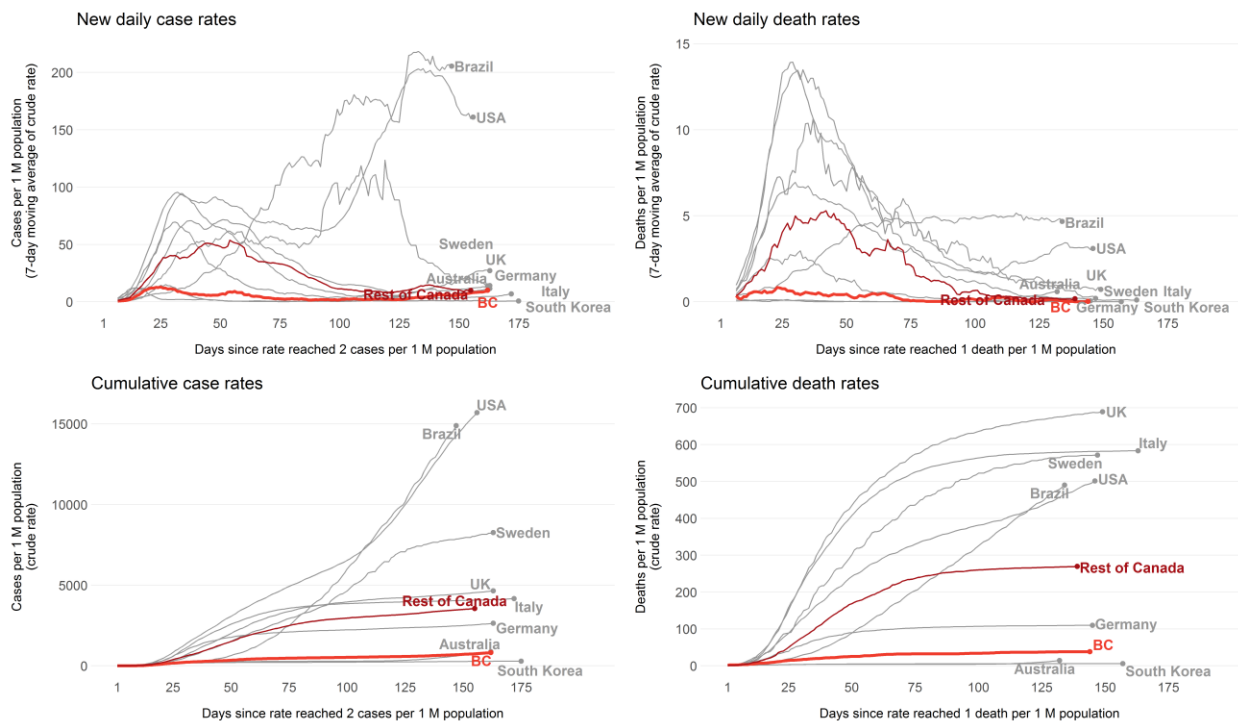 New daily case rates
Cases per 1 M population
(7-day moving average of crude rate)
200
150
100
50
0
Brazil
USA
Sweden
UK
Australia
Germany
Rest of Canada
Italy
BC
South Korea
1 25 50 75 100 125 150 175
Days since rate reached 2 cases per 1 M population
New daily death rates
Deaths per 1 M population
(7-day moving average of crude rate)
15
10
5
0
Brazil
USA
UK
Australia
Sweden
Italy
Rest of Canada
BC
Germany
South Korea
1 25 50 75 100 125 150 175
Days since rate reached 1 death per 1 M population
Cumulative case rates
Cases per 1 M population
(crude rate)
15000
10000
5000
0
USA
Brazil
Sweden
UK
Rest of Canada
Italy
Germany
Australia
BC
South Korea
1 25 50 75 100 125 150 175
Days since rate reached 2 cases per 1 M population
Cumulative death rates
Deaths per 1 M population
(crude rate)
700
600
500
400
300
200
100
0
UK
Italy
Sweden
USA
Brazil
Rest of Canada
Germany
BC
Australia
South Korea
1 25 50 75 100 125 150 175
Days since rate reached 1 death per 1 M population